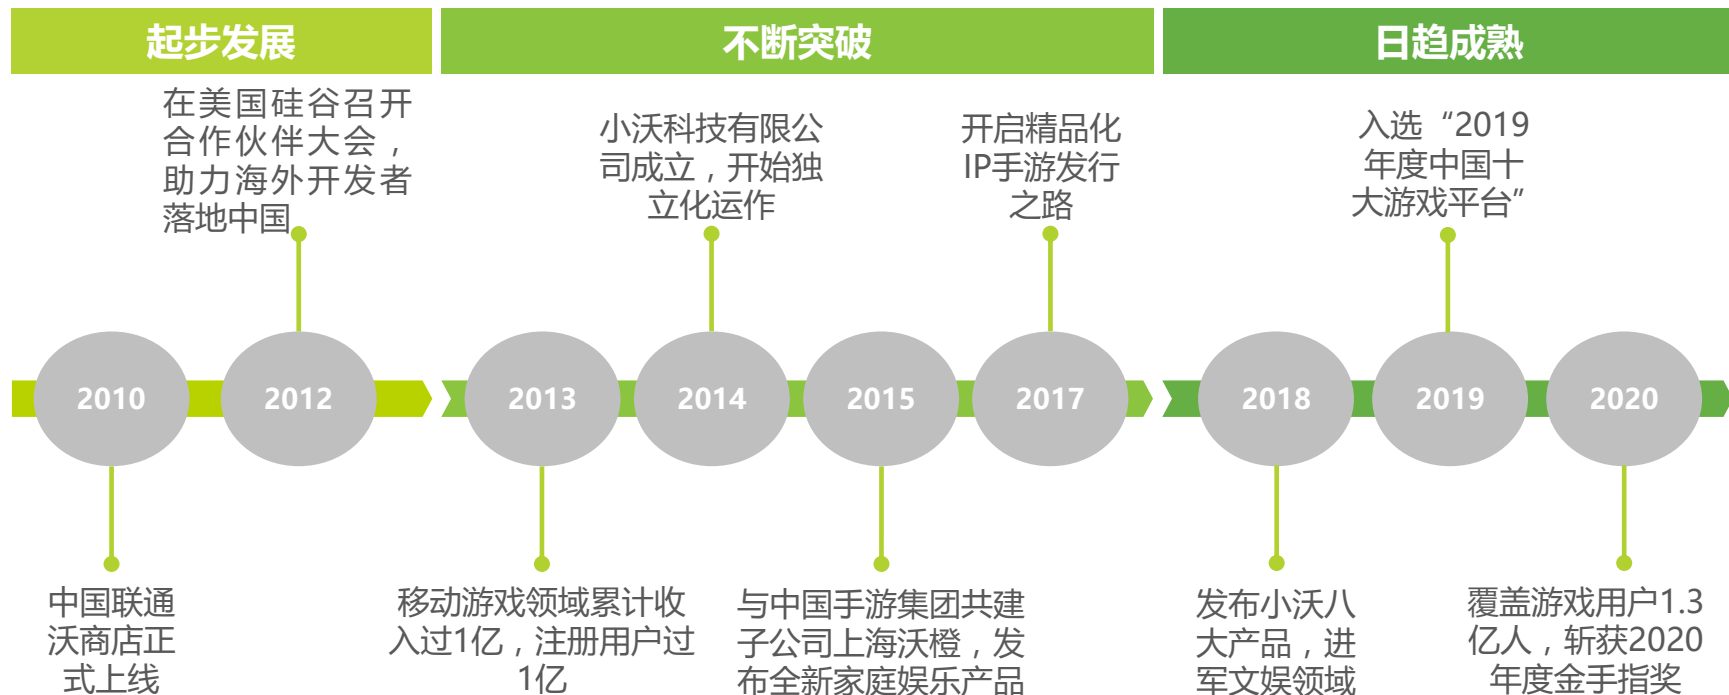 起步发展
不断突破
日趋成熟
在美国硅谷召开
合作伙伴大会，
助力海外开发者
落地中国
小沃科技有限公
司成立，开始独
立化运作
开启精品化
IP手游发行
之路
入选“2019
年度中国十
大游戏平台”
2010
2012
2013
2014
2015
2017
2018
2019
2020
中国联通
沃商店正
式上线
移动游戏领域累计收
入过1亿，注册用户过
1亿
与中国手游集团共建
子公司上海沃橙，发
布全新家庭娱乐产品
发布小沃八
大产品，进
军文娱领域
覆盖游戏用户1.3
亿人，斩获2020
年度金手指奖